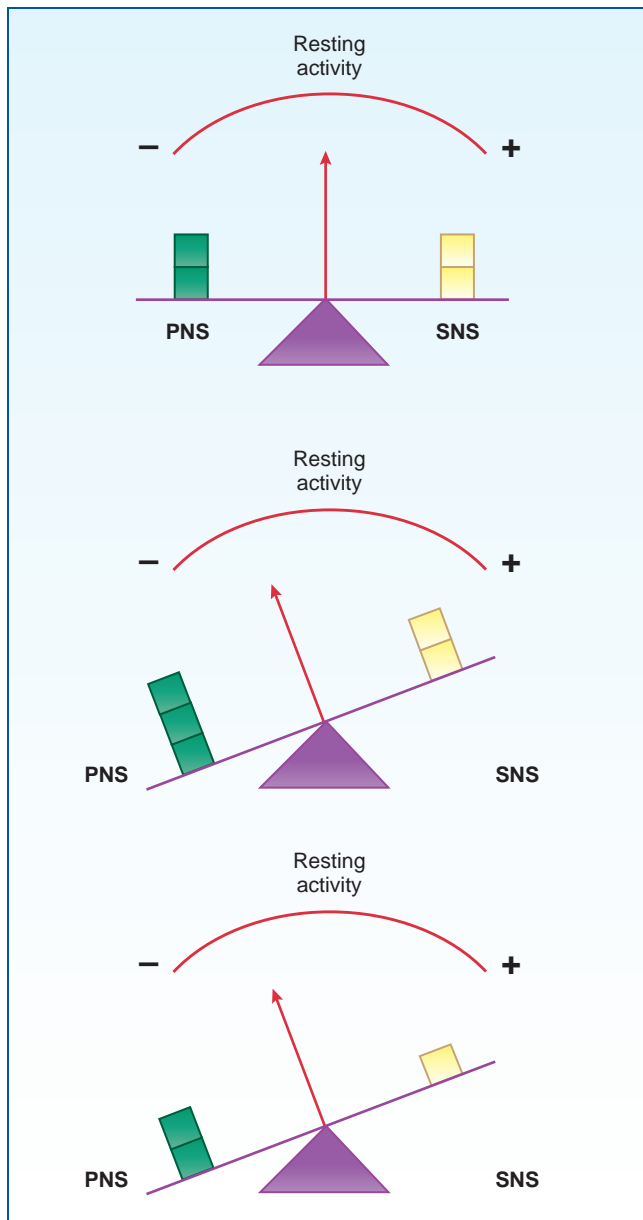 Resting
activity
− +
PNS SNS
Resting
activity
− +
PNS SNS
Resting
activity
− +
PNS SNS